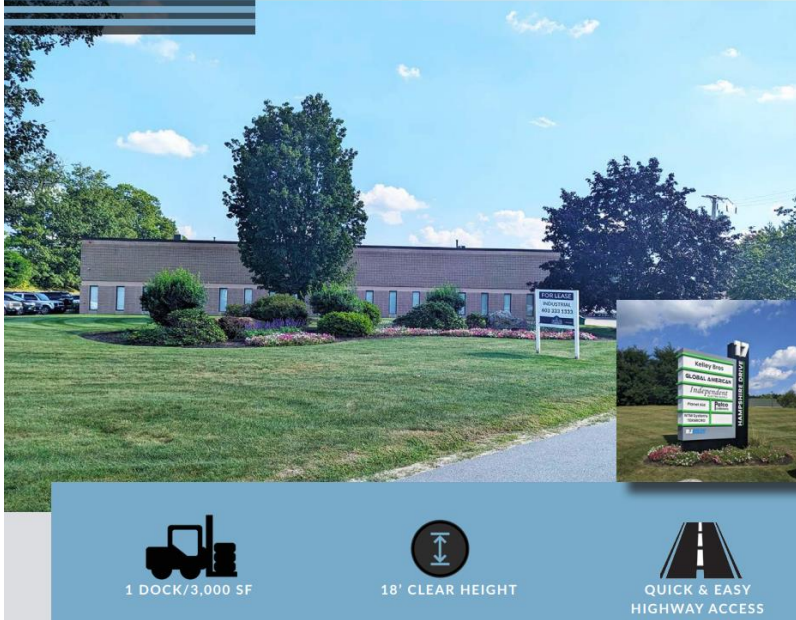 FOR LEASE
INDUSTRIAL
17
HAMPSHIRE DRIVE
Kelley Bros
GLOBAL AMERICAN
Independent
Pelco
1 DOCK/3,000 SF
18' CLEAR HEIGHT
QUICK & EASY
HIGHWAY ACCESS